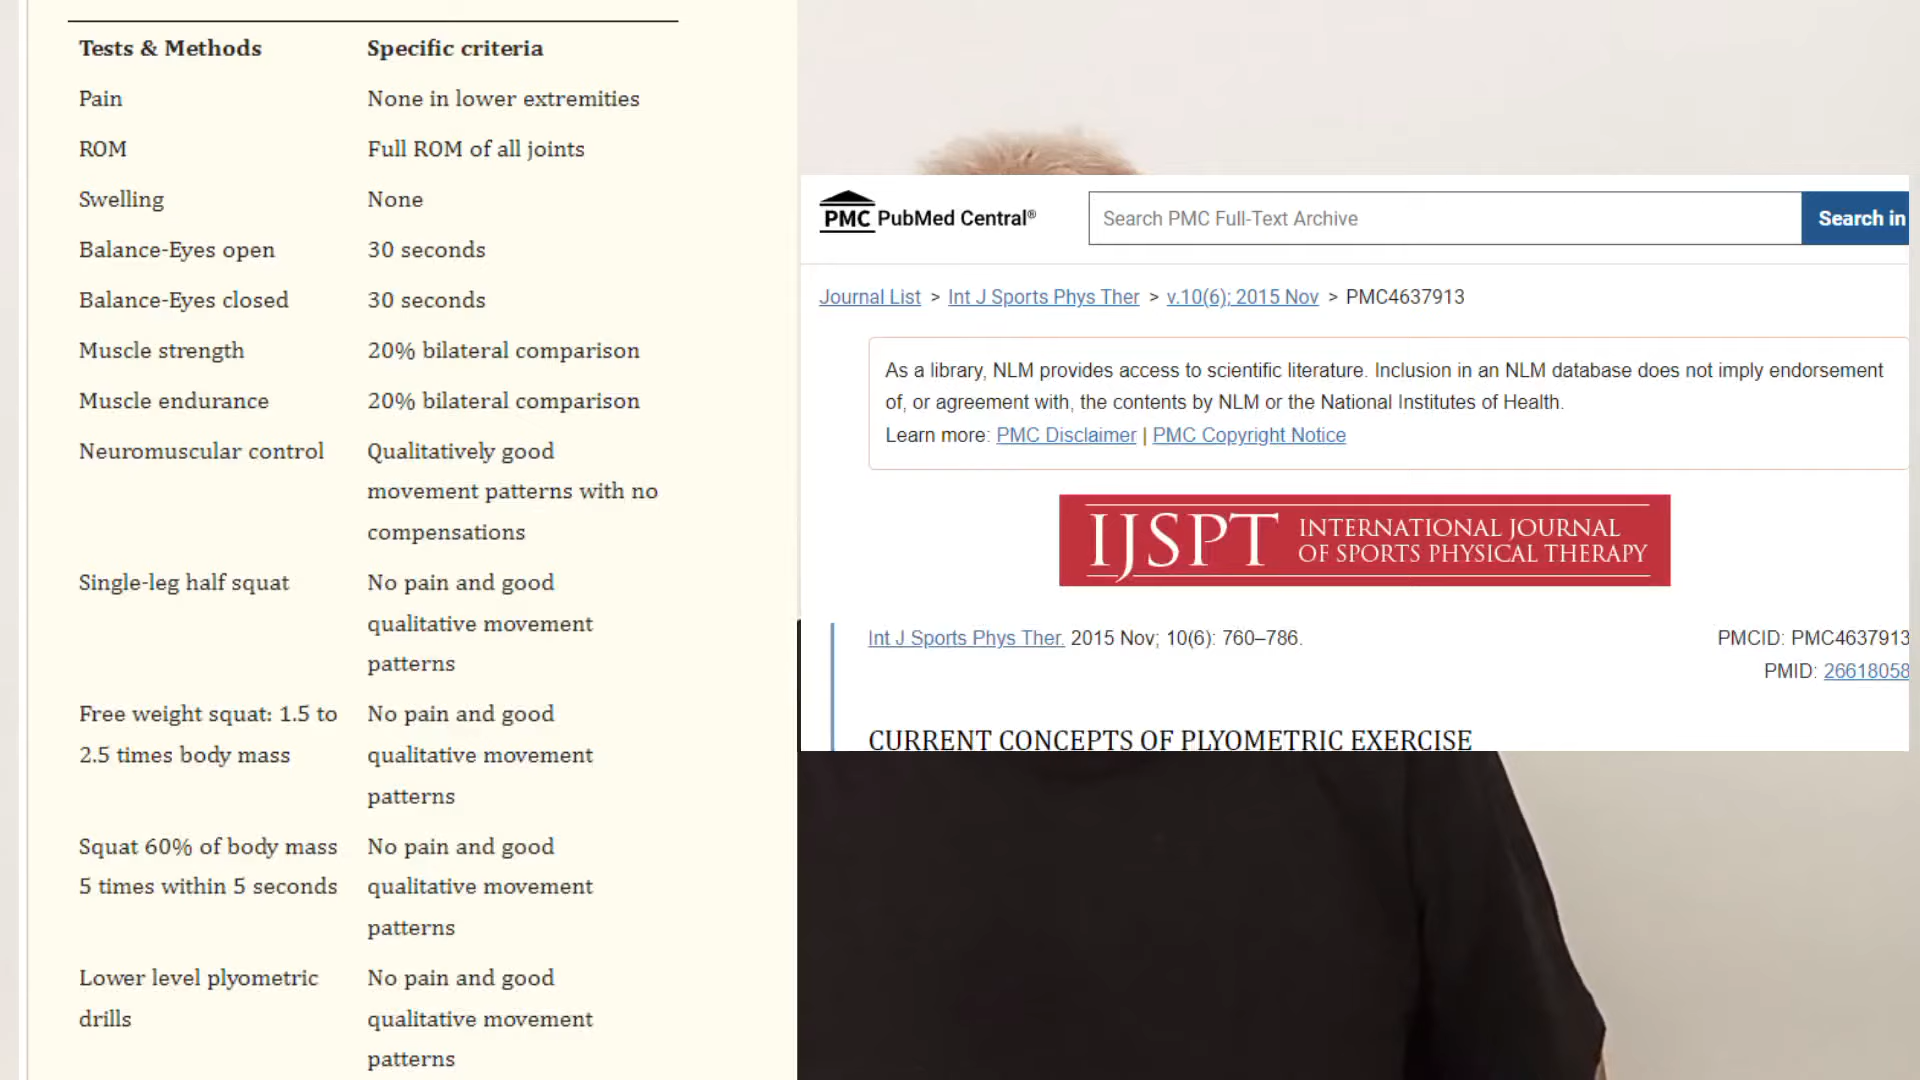 Tests & Methods Specific criteria
Pain None in lower extremities
ROM Full ROM of all joints
Swelling None
Balance-Eyes open 30 seconds
Balance-Eyes closed 30 seconds
Muscle strength 20% bilateral comparison
Muscle endurance 20% bilateral comparison
Neuromuscular control Qualitatively good
movement patterns with no
compensations
Single-leg half squat No pain and good
qualitative movement
patterns
Free weight squat: 1.5 to No pain and good
2.5 times body mass qualitative movement
patterns
Squat 60% of body mass No pain and good
5 times within 5 seconds qualitative movement
patterns
Lower level plyometric No pain and good
drills qualitative movement
patterns
PMC PubMed Central®
Search PMC Full-Text Archive
Search in
Journal List > Int J Sports Phys Ther > v.10(6); 2015 Nov > PMC4637913
As a library, NLM provides access to scientific literature. Inclusion in an NLM database does not imply endorsement
of, or agreement with, the contents by NLM or the National Institutes of Health.
Learn more: PMC Disclaimer | PMC Copyright Notice
IJSPT INTERNATIONAL JOURNAL
OF SPORTS PHYSICAL THERAPY
Int J Sports Phys Ther. 2015 Nov; 10(6): 760–786.
PMCID: PMC4637913
PMID: 26618058
CURRENT CONCEPTS OF PLYOMETRIC EXERCISE